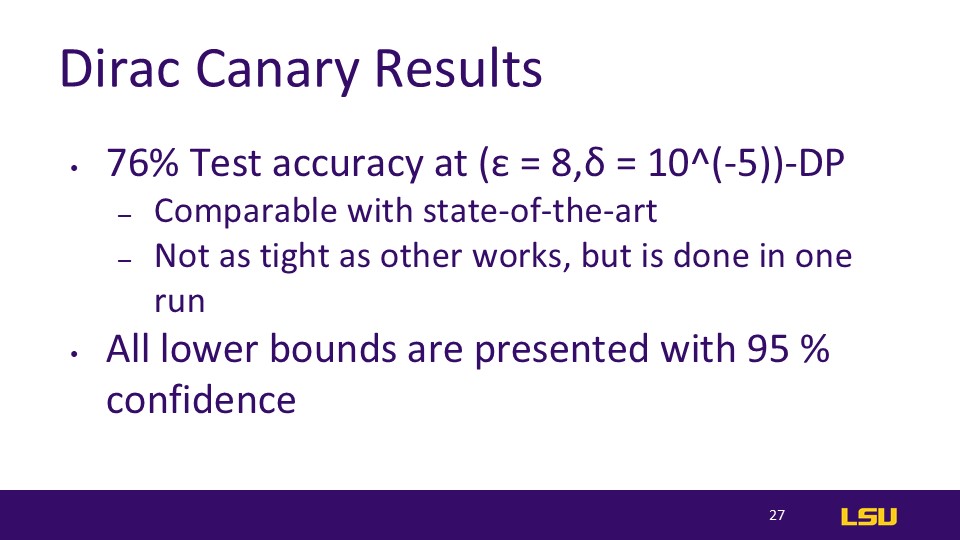 Dirac Canary Results
• 76% Test accuracy at (ε = 8,δ = 10^(-5))-DP
– Comparable with state-of-the-art
– Not as tight as other works, but is done in one
run
• All lower bounds are presented with 95 %
confidence
27
LSU